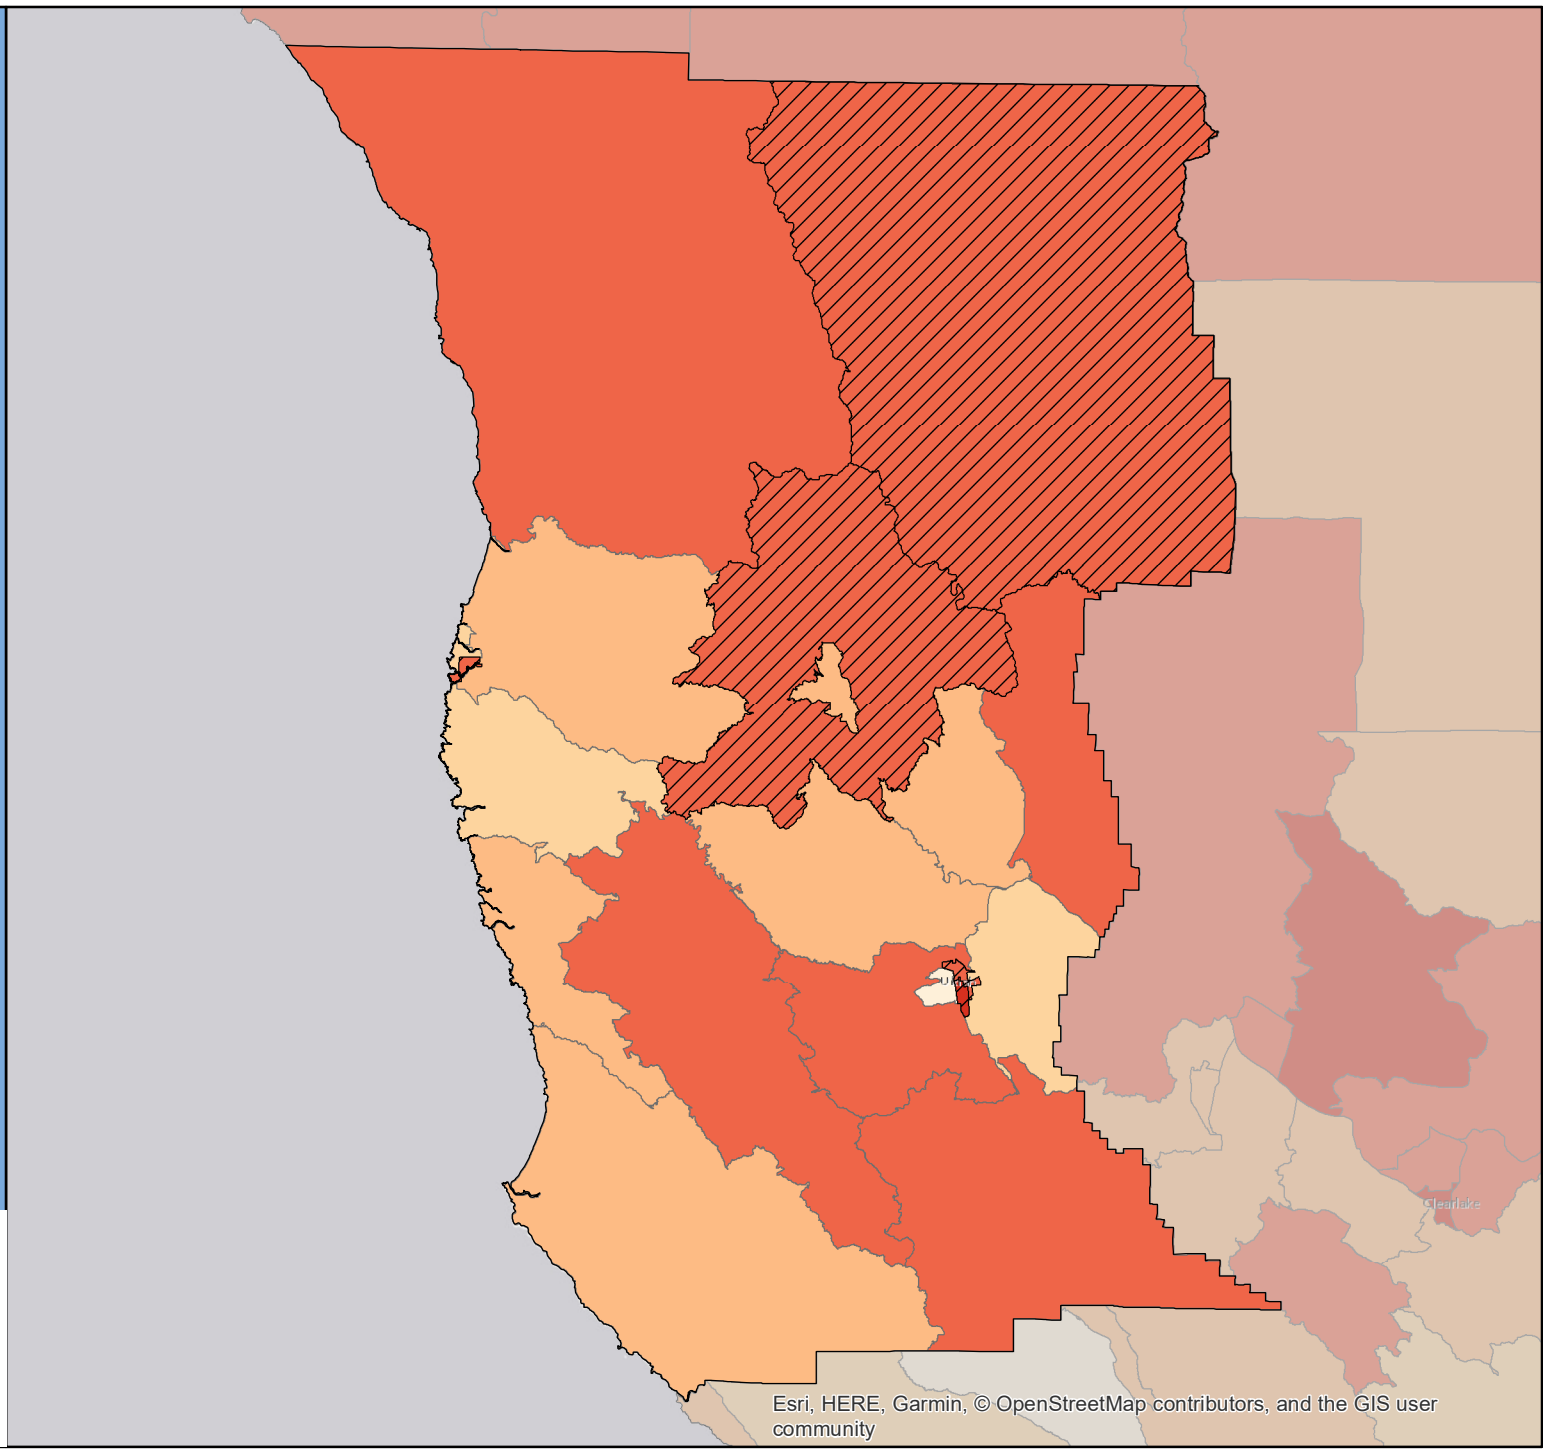 Clearlake
Esri, HERE, Garmin, © OpenStreetMap contributors, and the GIS user
community